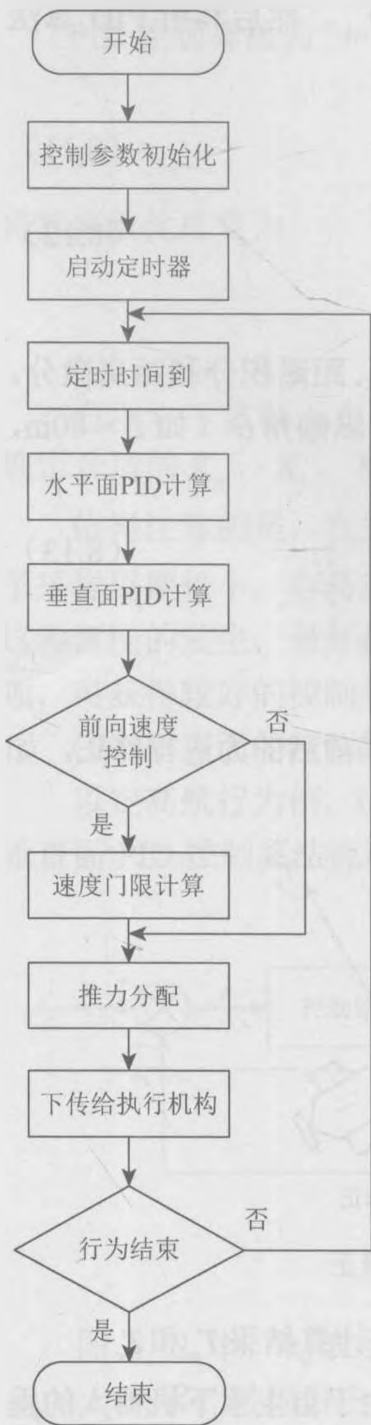 开始
控制参数初始化
启动定时器
定时时间到
水平面PID计算
垂直面PID计算
前向速度
控制
否
是
速度门限计算
推力分配
下传给执行机构
行为结束
否
是
结束